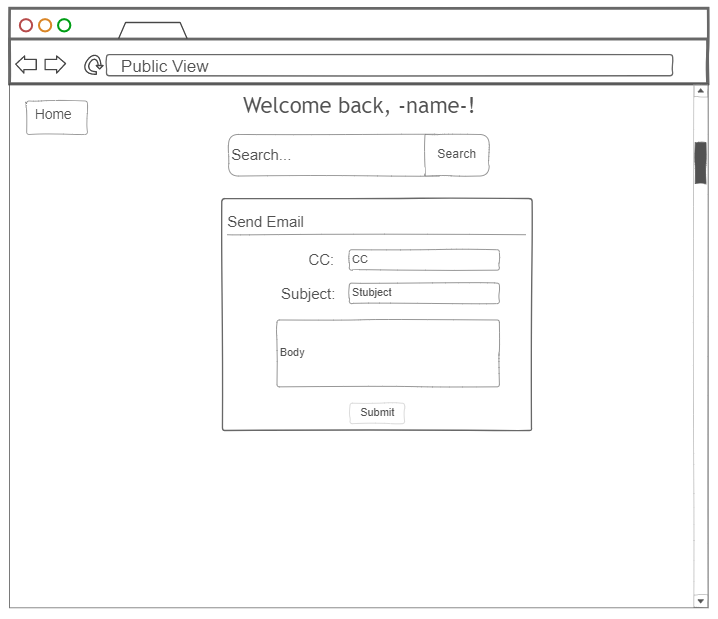 Public View
Home
Welcome back, -name-!
Search...
Search
Send Email
CC:
CC
Subject:
Stubject
Body
Submit